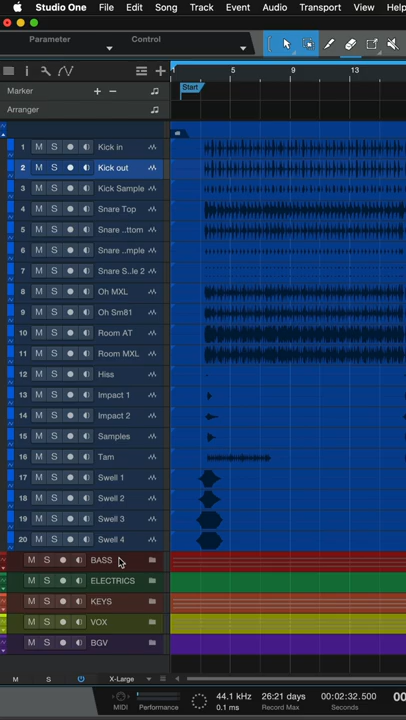 Studio One File Edit Song Track Event Audio Transport View
Parameter Control
1 5 9 13
Marker Start
Arranger
1 M S Kick in
2 M S Kick out
3 M S Kick Sample
4 M S Snare Top
5 M S Snare ..ttom
6 M S Snare ...mple
7 M S Snare S..le 2
8 M S Oh MXL
9 M S Oh Sm81
10 M S Room AT
11 M S Room MXL
12 M S Hiss
13 M S Impact 1
14 M S Impact 2
15 M S Samples
16 M S Tam
17 M S Swell 1
18 M S Swell 2
19 M S Swell 3
20 M S Swell 4
M S BASS
M S ELECTRICS
M S KEYS
M S VOX
M S BGV
M S X-Large
MIDI Performance
44.1 kHz 26:21 days 00:02:32.500 00
0.1 ms Record Max Seconds